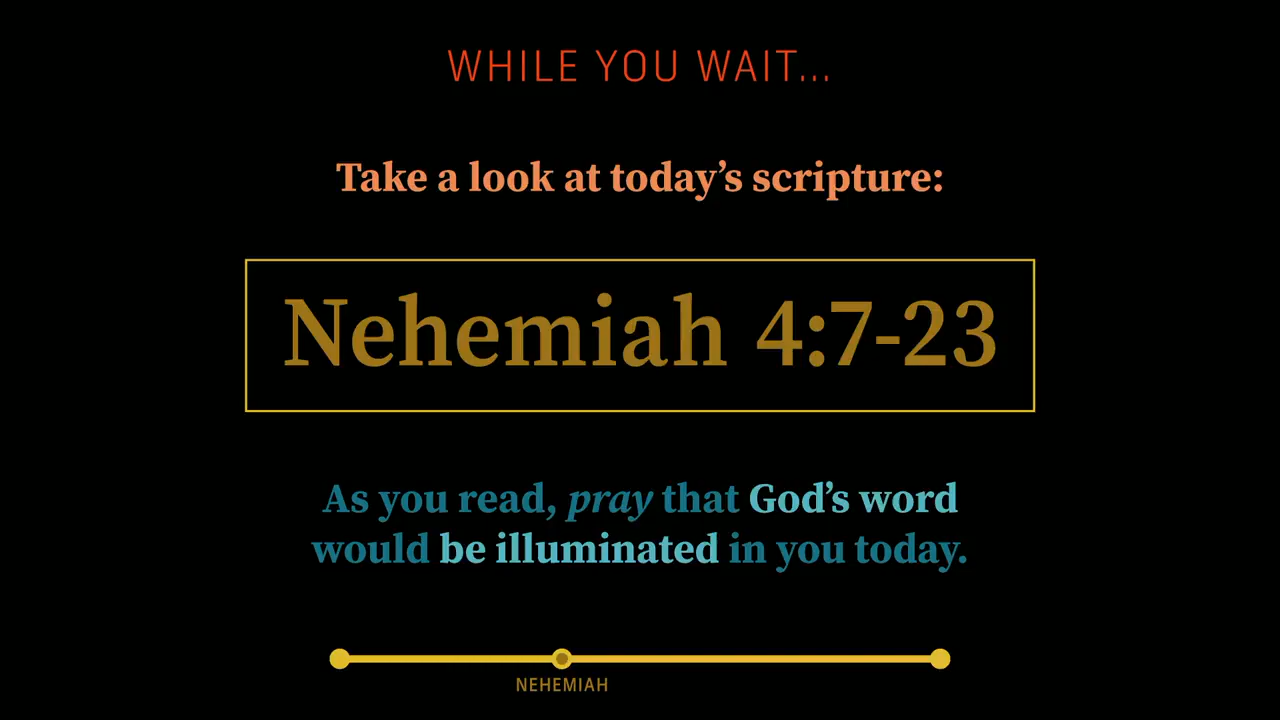 WHILE YOU WAIT...
Take a look at today’s scripture:
Nehemiah 4:7-23
As you read, pray that God’s word
would be illuminated in you today.
NEHEMIAH